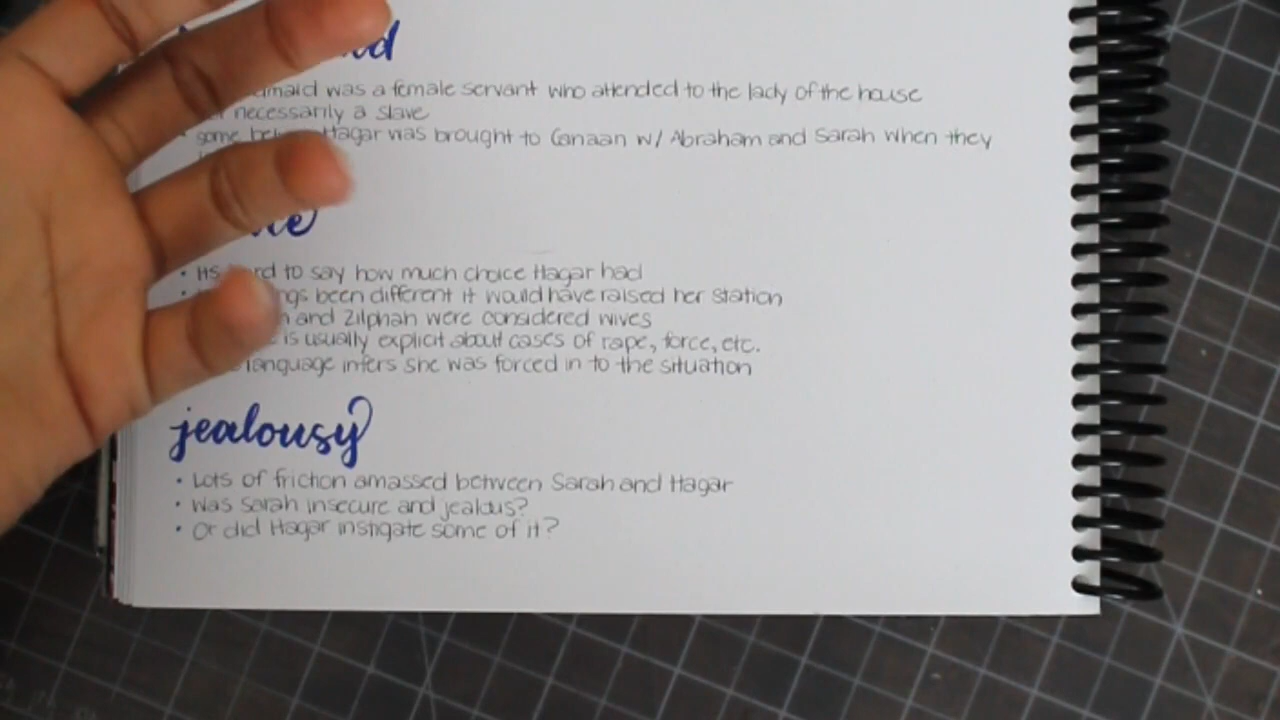 was a female servant who attended to the lady of the house
necessarily a slave
• some Hagar was brought to Canaan w/ Abraham and Sarah when they
• Its to say how much choice Hagar had
• been different it would have raised her station
and Zilphah were considered wives
is usually explicit about cases of rape, force, etc.
language infers she was forced in to the situation
jealousy
• Lots of friction amassed between Sarah and Hagar
• Was Sarah insecure and jealous?
• Or did Hagar instigate some of it?